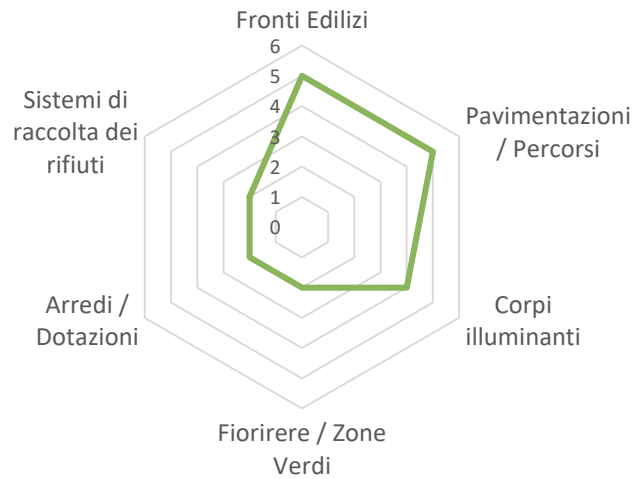 Fronti Edilizi
6
5
4
3
2
1
0
Pavimentazioni
/ Percorsi
Corpi
illuminanti
Fiorirere / Zone
Verdi
Arredi /
Dotazioni
Sistemi di
raccolta dei
rifiuti